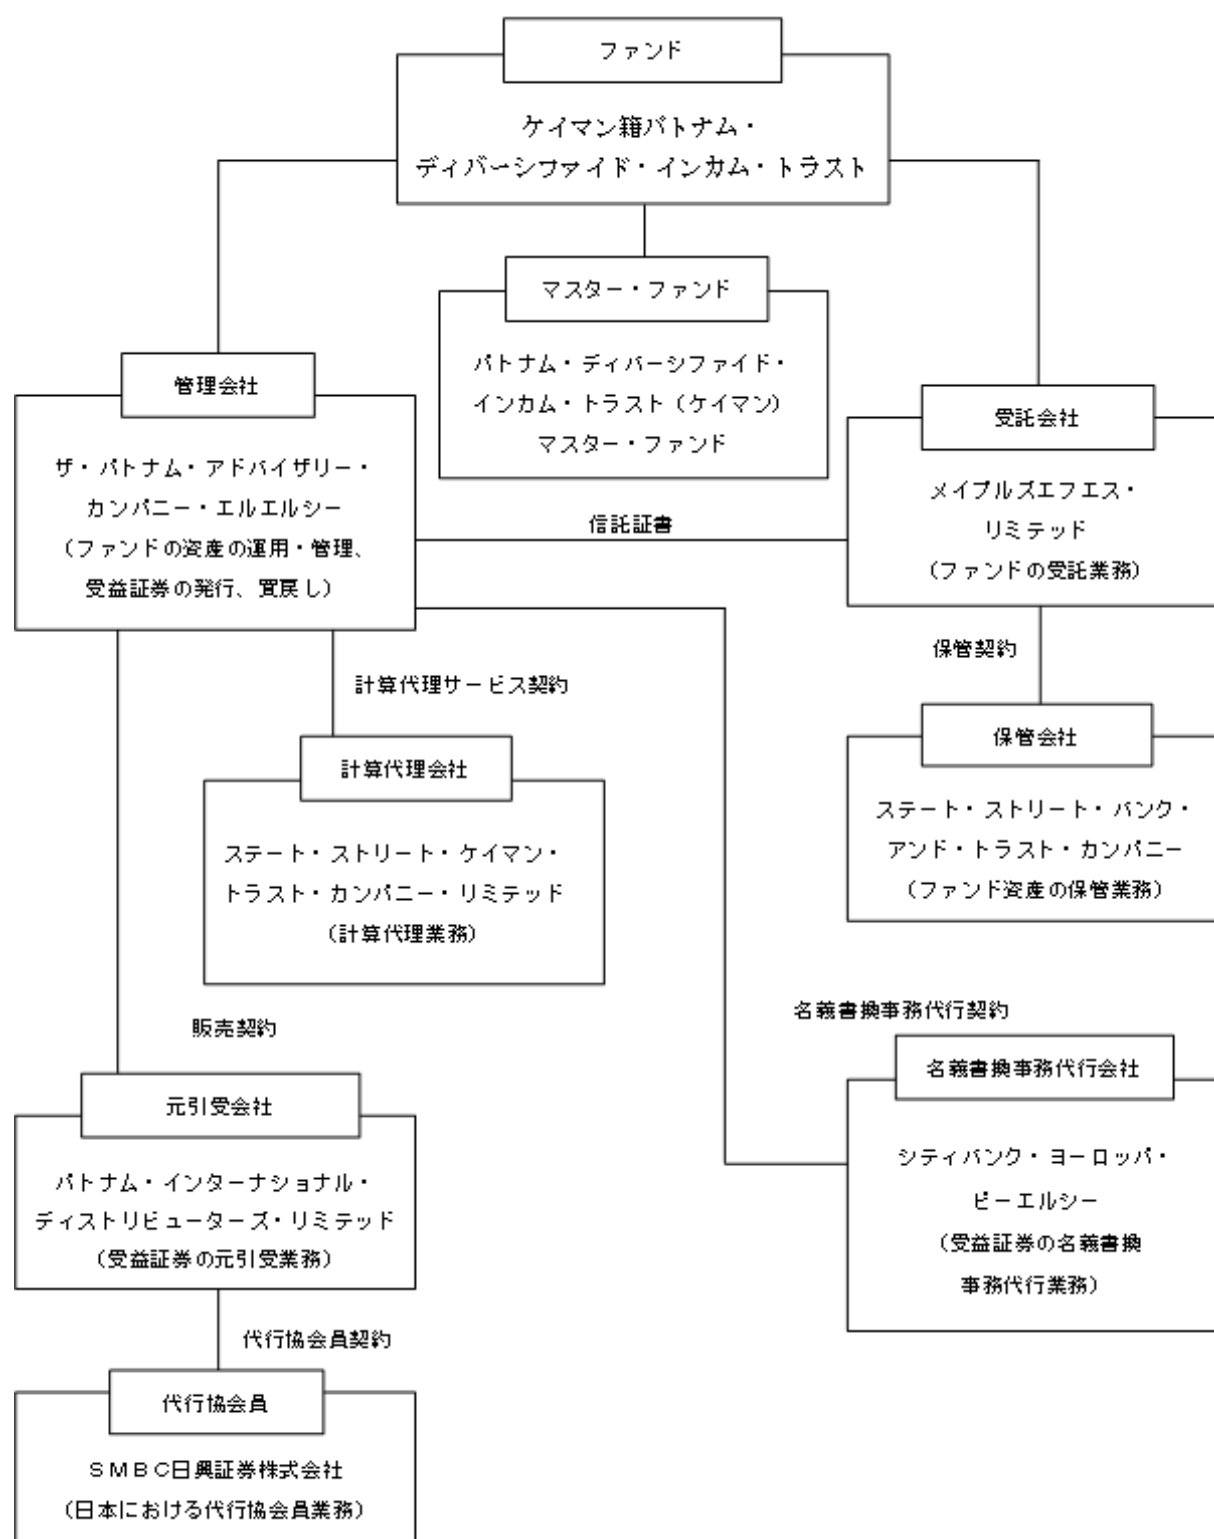 ファンド
ケイマン籍パトナム・
ディバーシファイド・インカム・トラスト
マスター・ファンド
パトナム・ディバーシファイド・
インカム・トラスト（ケイマン）
マスター・ファンド
管理会社
ザ・パトナム・アドバイザリー・
カンパニー・エルエルシー
（ファンドの資産の運用・管理、
受益証券の発行、買戻し）
信託証書
受託会社
メイプルズエフエス・
リミテッド
（ファンドの受託業務）
保管契約
計算代理サービス契約
保管会社
ステート・ストリート・バンク・
アンド・トラスト・カンパニー
（ファンド資産の保管業務）
計算代理会社
ステート・ストリート・ケイマン・
トラスト・カンパニー・リミテッド
（計算代理業務）
販売契約
名義書換事務代行契約
名義書換事務代行会社
シティバンク・ヨーロッパ・
ピーエルシー
（受益証券の名義書換
事務代行業務）
元引受会社
パトナム・インターナショナル・
ディストリビューターズ・リミテッド
（受益証券の元引受業務）
代行協会員契約
代行協会員
ＳＭＢＣ日興証券株式会社
（日本における代行協会員業務）